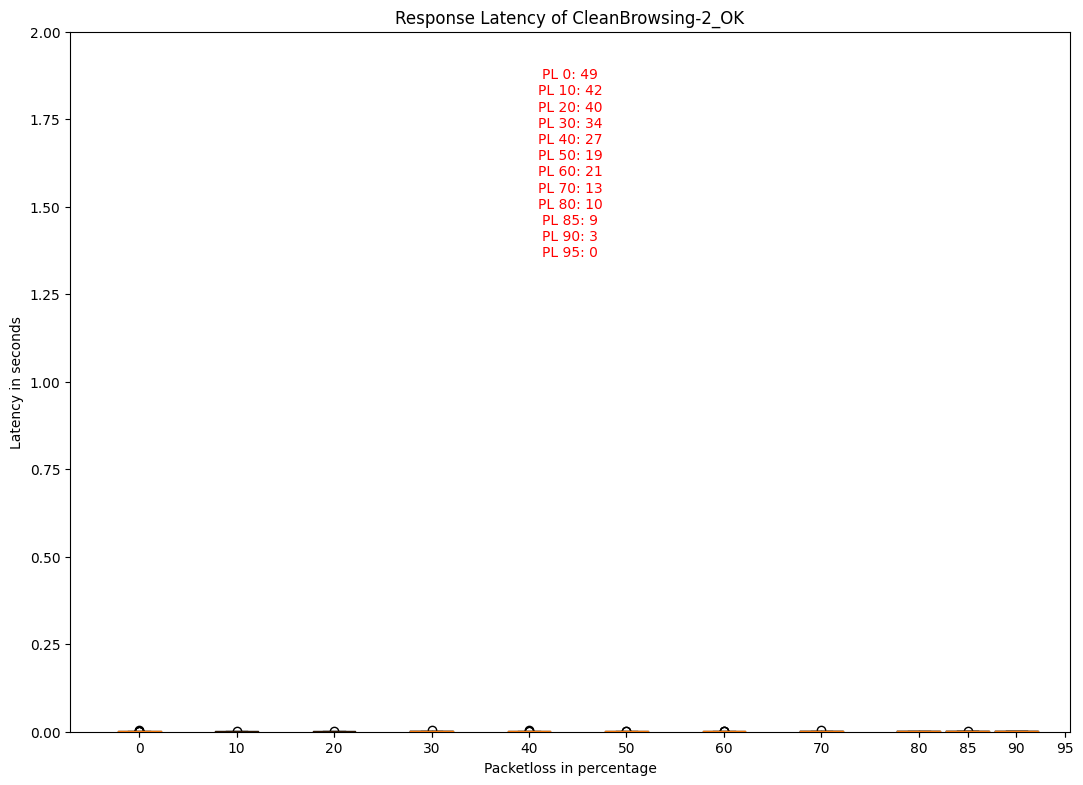 Response Latency of CleanBrowsing-2_OK
2.00
1.75
1.50
1.25
1.00
0.75
0.50
0.25
0.00
Latency in seconds
PL 0: 49
PL 10: 42
PL 20: 40
PL 30: 34
PL 40: 27
PL 50: 19
PL 60: 21
PL 70: 13
PL 80: 10
PL 85: 9
PL 90: 3
PL 95: 0
0 10 20 30 40 50 60 70 80 85 90 95
Packetloss in percentage